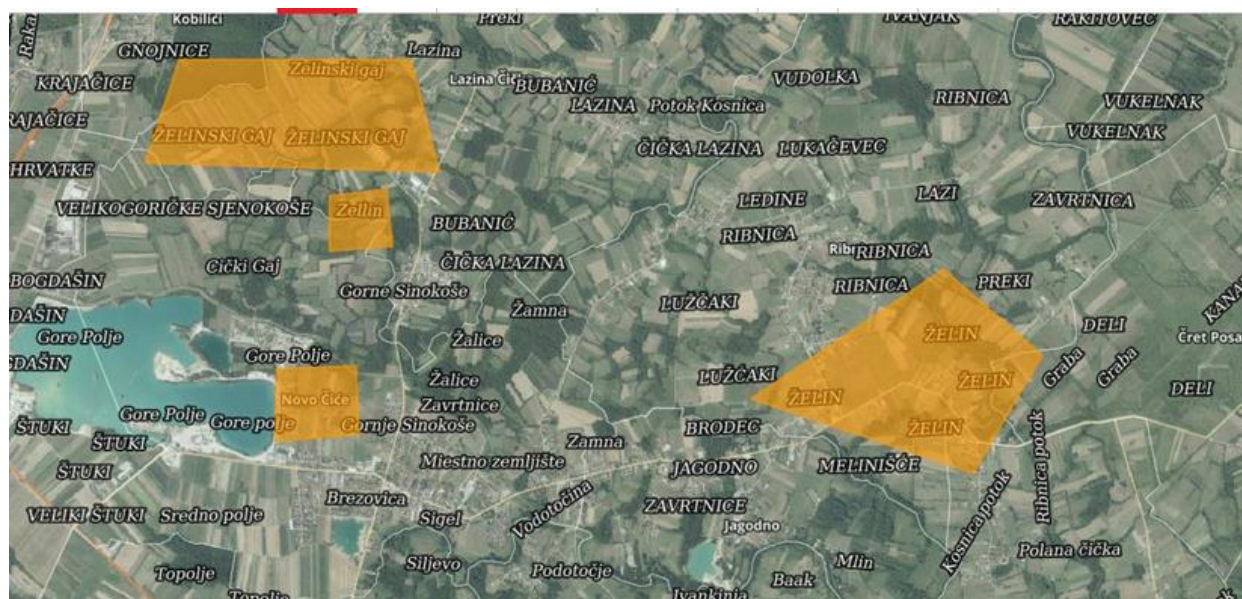 Kobilići
Preki
IVANJAK
RAKITOVEC
GNOJNICE
Lazina
Želinski gaj
KRAJAČICE
Lazina Čič
BUBANIĆ
VUDOLKA
LAZINA
Potok Kosnica
RIBNICA
VUKELNAK
RAJAČICE
ŽELINSKI GAJ
ŽELINSKI GAJ
VUKELNAK
ČIČKA LAZINA
LUKAČEVEC
HRVATKE
LEDINE
LAZI
ZAVRTNICA
VELIKOGORIČKE SJENOKOŠE
Želin
BUBANIĆ
RIBNICA
Ribn
RIBNICA
Cički Gaj
ČIČKA LAZINA
BOGDAŠIN
Gorne Sinokoše
RIBNICA
PREKI
KANA
LUŽČAKI
Žamna
DAŠIN
DELI
Gore Polje
ŽELIN
Čret Posa
Žalice
Gore Polje
GDAŠIN
Graba
Graba
Žalice
LUŽČAKI
ŽELIN
DELI
Novo Čiče
ŽELIN
Zavrtnice
Gore Polje
Gore polje
Gornje Sinokoše
BRODEC
ŽELIN
ŠTUKI
ŠTUKI
Zamna
Miestno zemljište
JAGODNO
MELINIŠĆE
ŠTUKI
Ribnica potok
Brezovica
Vodotočina
ZAVRTNICE
Kosnica potok
VELIKI ŠTUKI
Sredno polje
Sigel
Jagodno
Polana čička
Siljevo
Mlin
Topolje
Podotočje
Baak
Topolje
Ivankinja